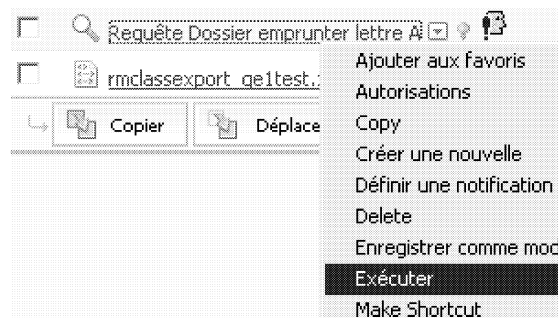 Requête Dossier emprunter lettre A
rmclassexport_ge1test.
Copier Déplace
Ajouter aux favoris
Autorisations
Copy
Créer une nouvelle
Définir une notification
Delete
Enregistrer comme mod
Exécuter
Make Shortcut